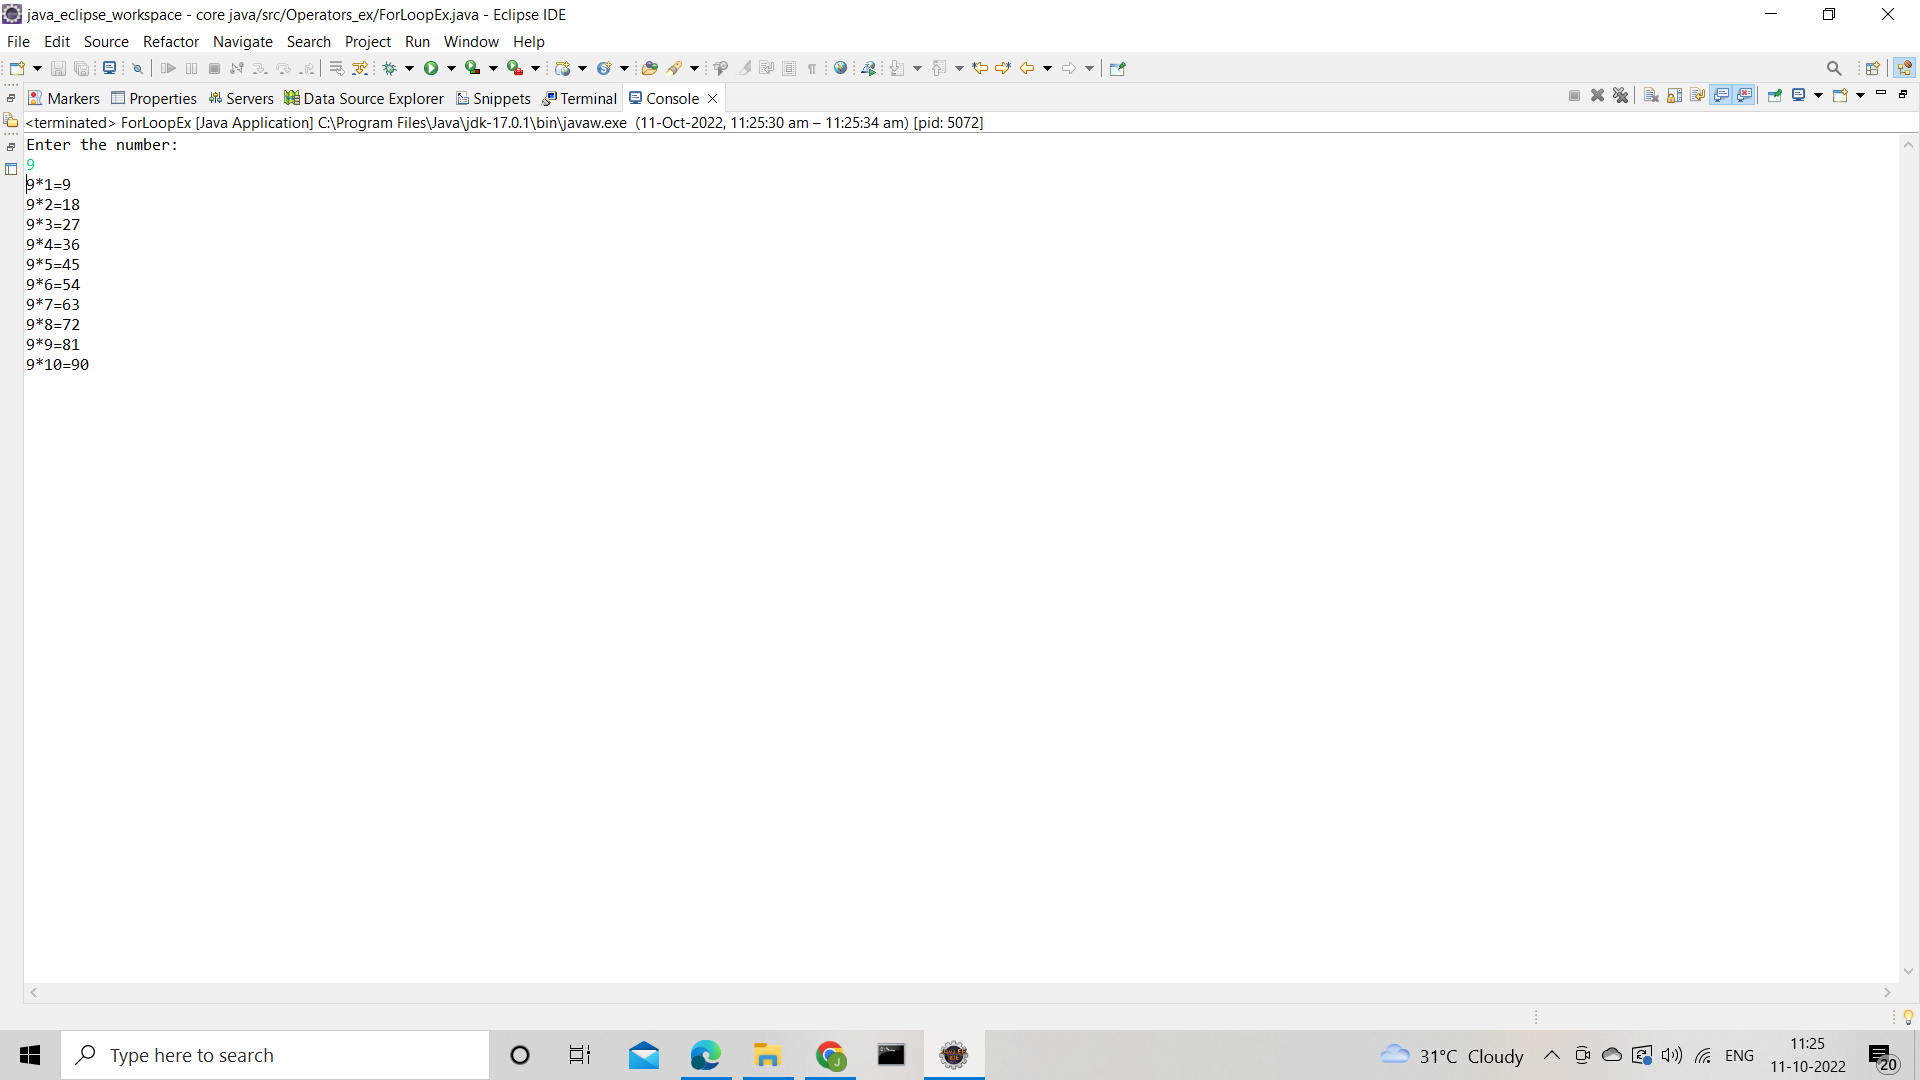 java_eclipse_workspace - core java/src/Operators_ex/ForLoopEx.java - Eclipse IDE
File Edit Source Refactor Navigate Search Project Run Window Help
Markers Properties Servers Data Source Explorer Snippets Terminal Console
<terminated> ForLoopEx [Java Application] C:\Program Files\Java\jdk-17.0.1\bin\javaw.exe (11-Oct-2022, 11:25:30 am – 11:25:34 am) [pid: 5072]
Enter the number:
9
9*1=9
9*2=18
9*3=27
9*4=36
9*5=45
9*6=54
9*7=63
9*8=72
9*9=81
9*10=90
Type here to search
31°C Cloudy
ENG
11:25
11-10-2022
20